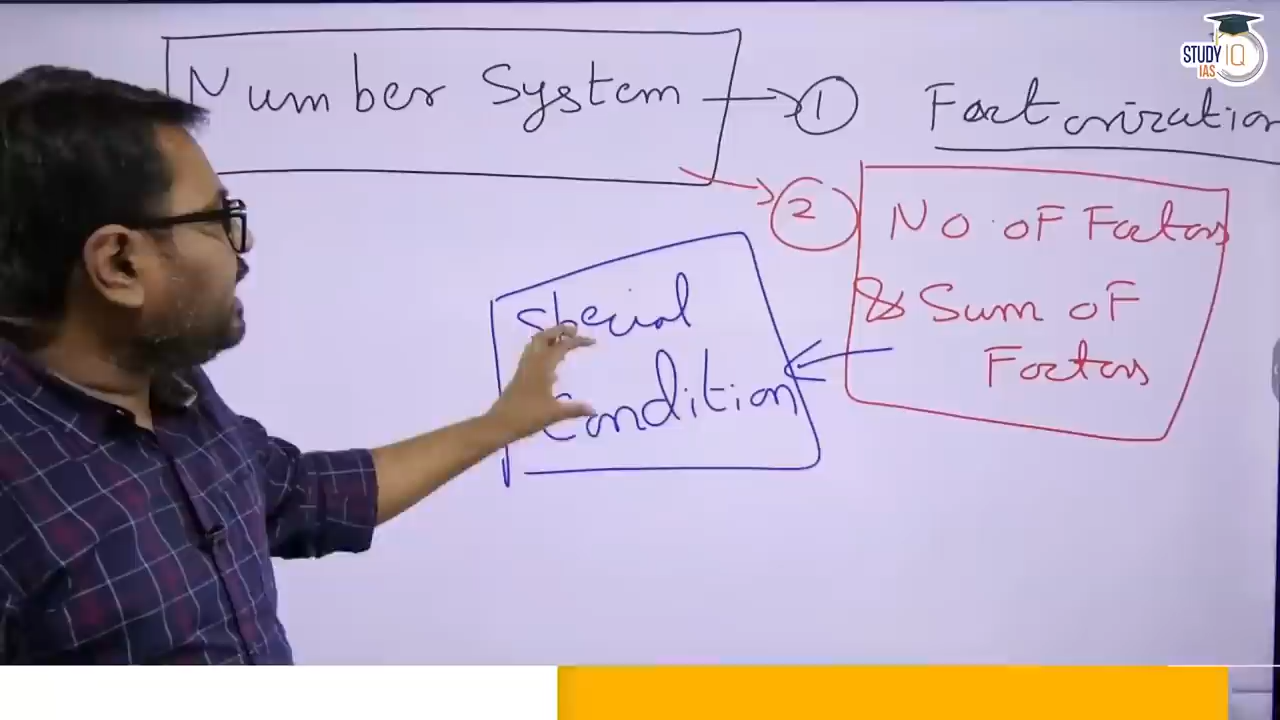 Number System
① Factorization
② No. of Factors
& Sum of
Factors
Special
Condition
STUDY IQ
IAS